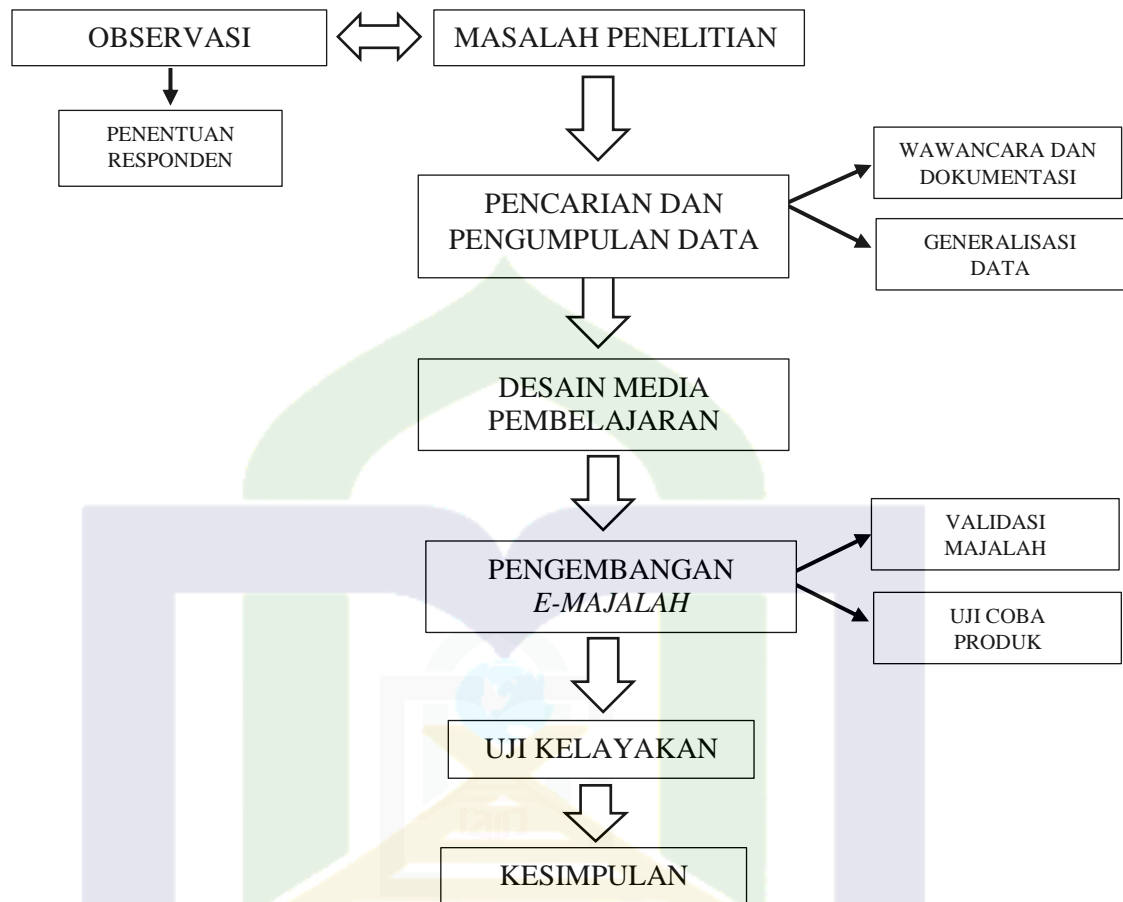 OBSERVASI
MASALAH PENELITIAN
PENENTUAN
RESPONDEN
WAWANCARA DAN
DOKUMENTASI
PENCARIAN DAN
PENGUMPULAN DATA
GENERALISASI
DATA
DESAIN MEDIA
PEMBELAJARAN
VALIDASI
MAJALAH
PENGEMBANGAN
E-MAJALAH
UJI COBA
PRODUK
UJI KELAYAKAN
KESIMPULAN